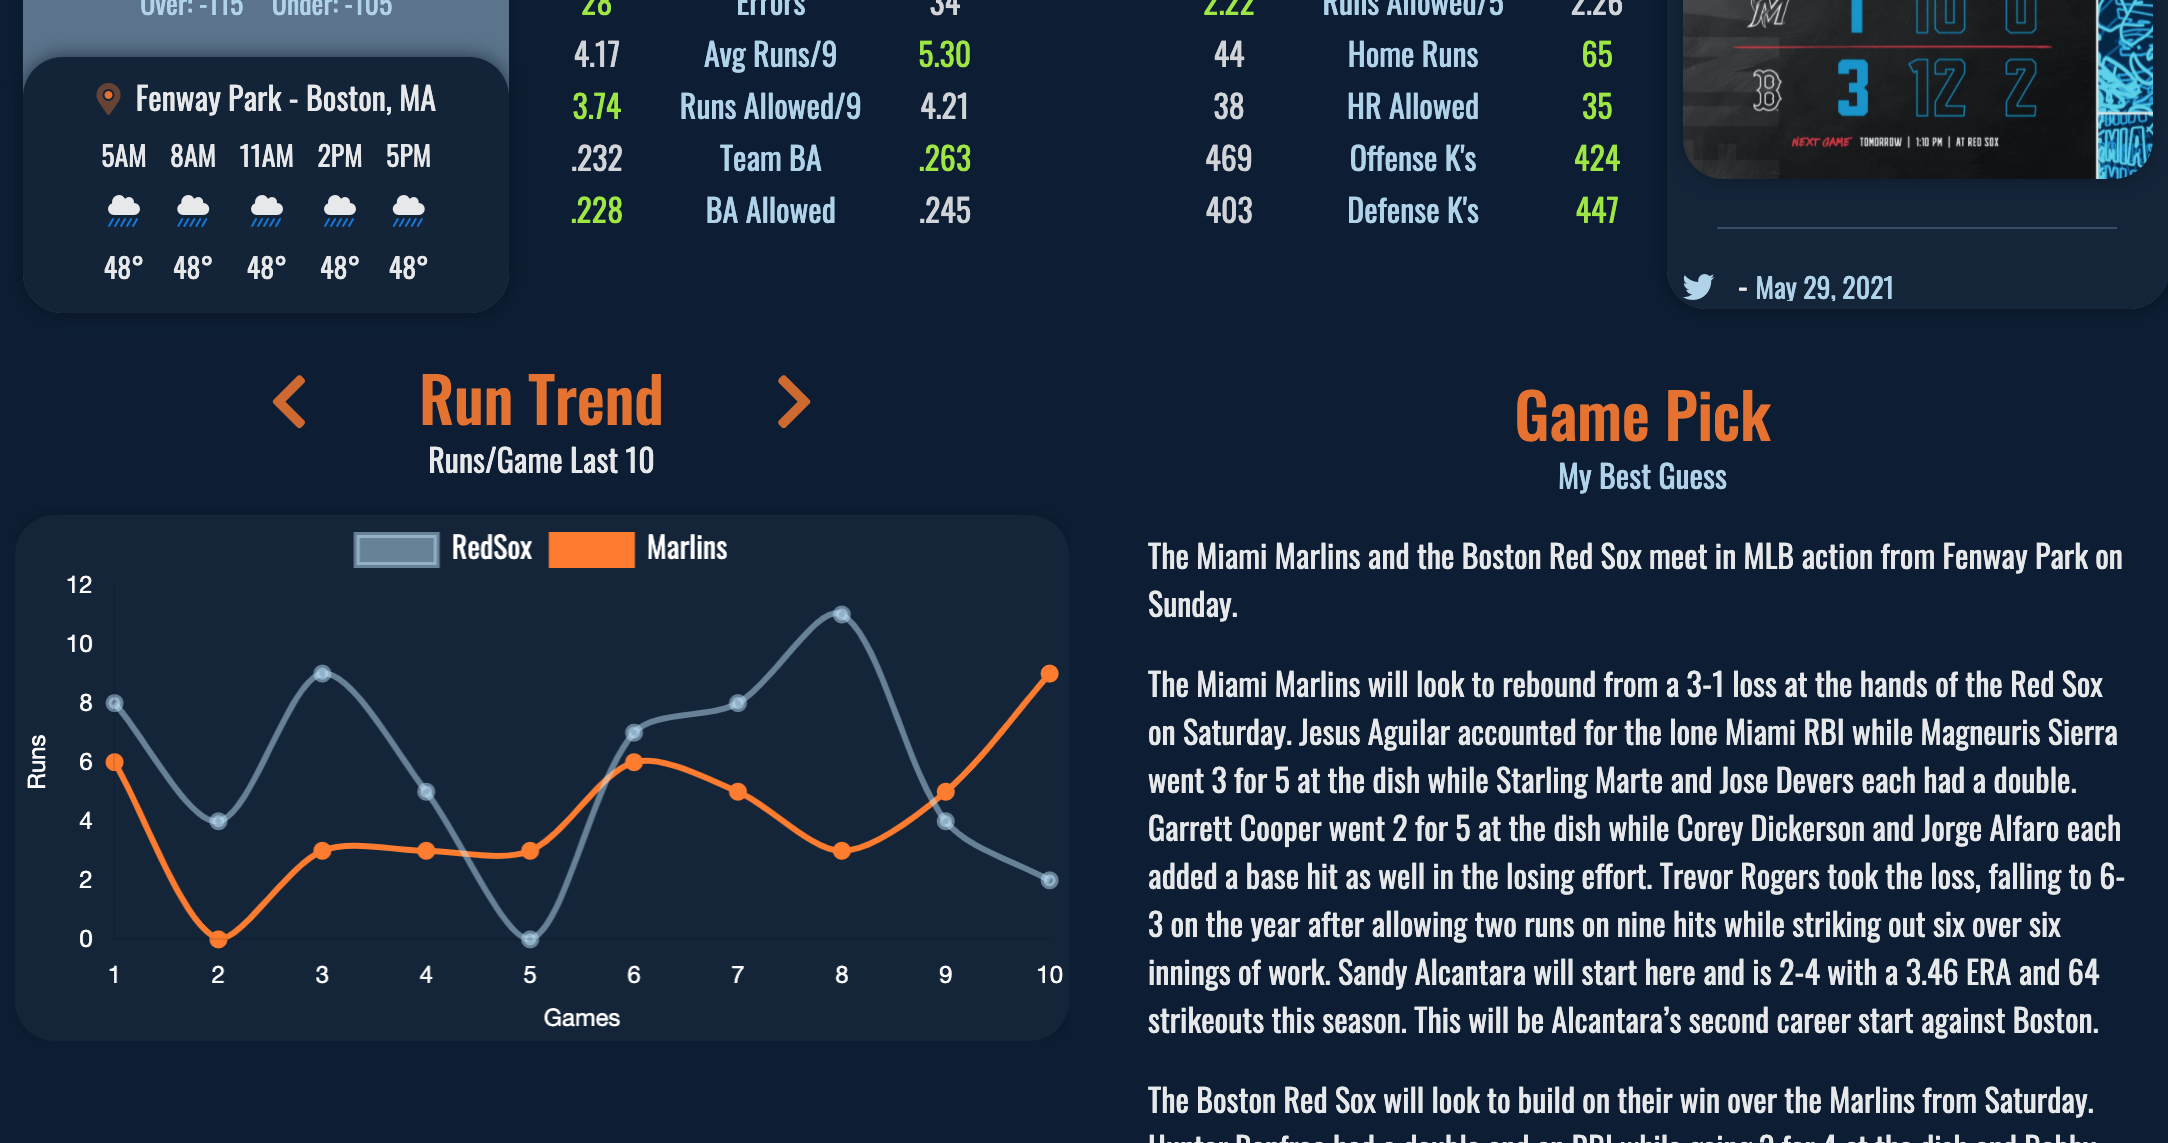 Over: -115 Under: -105
Fenway Park - Boston, MA
5AM 8AM 11AM 2PM 5PM
48° 48° 48° 48° 48°
28 Errors 34
4.17 Avg Runs/9 5.30
3.74 Runs Allowed/9 4.21
.232 Team BA .263
.228 BA Allowed .245
2.22 Runs Allowed/5 2.26
44 Home Runs 65
38 HR Allowed 35
469 Offense K's 424
403 Defense K's 447
M 1 10 0
B 3 12 2
NEXT GAME TOMORROW | 1:10 PM | AT RED SOX
MIA
- May 29, 2021
Run Trend
Runs/Game Last 10
RedSox Marlins
12
10
8
6
4
2
0
Runs
1 2 3 4 5 6 7 8 9 10
Games
Game Pick
My Best Guess
The Miami Marlins and the Boston Red Sox meet in MLB action from Fenway Park on
Sunday.
The Miami Marlins will look to rebound from a 3-1 loss at the hands of the Red Sox
on Saturday. Jesus Aguilar accounted for the lone Miami RBI while Magneuris Sierra
went 3 for 5 at the dish while Starling Marte and Jose Devers each had a double.
Garrett Cooper went 2 for 5 at the dish while Corey Dickerson and Jorge Alfaro each
added a base hit as well in the losing effort. Trevor Rogers took the loss, falling to 6-
3 on the year after allowing two runs on nine hits while striking out six over six
innings of work. Sandy Alcantara will start here and is 2-4 with a 3.46 ERA and 64
strikeouts this season. This will be Alcantara’s second career start against Boston.
The Boston Red Sox will look to build on their win over the Marlins from Saturday.